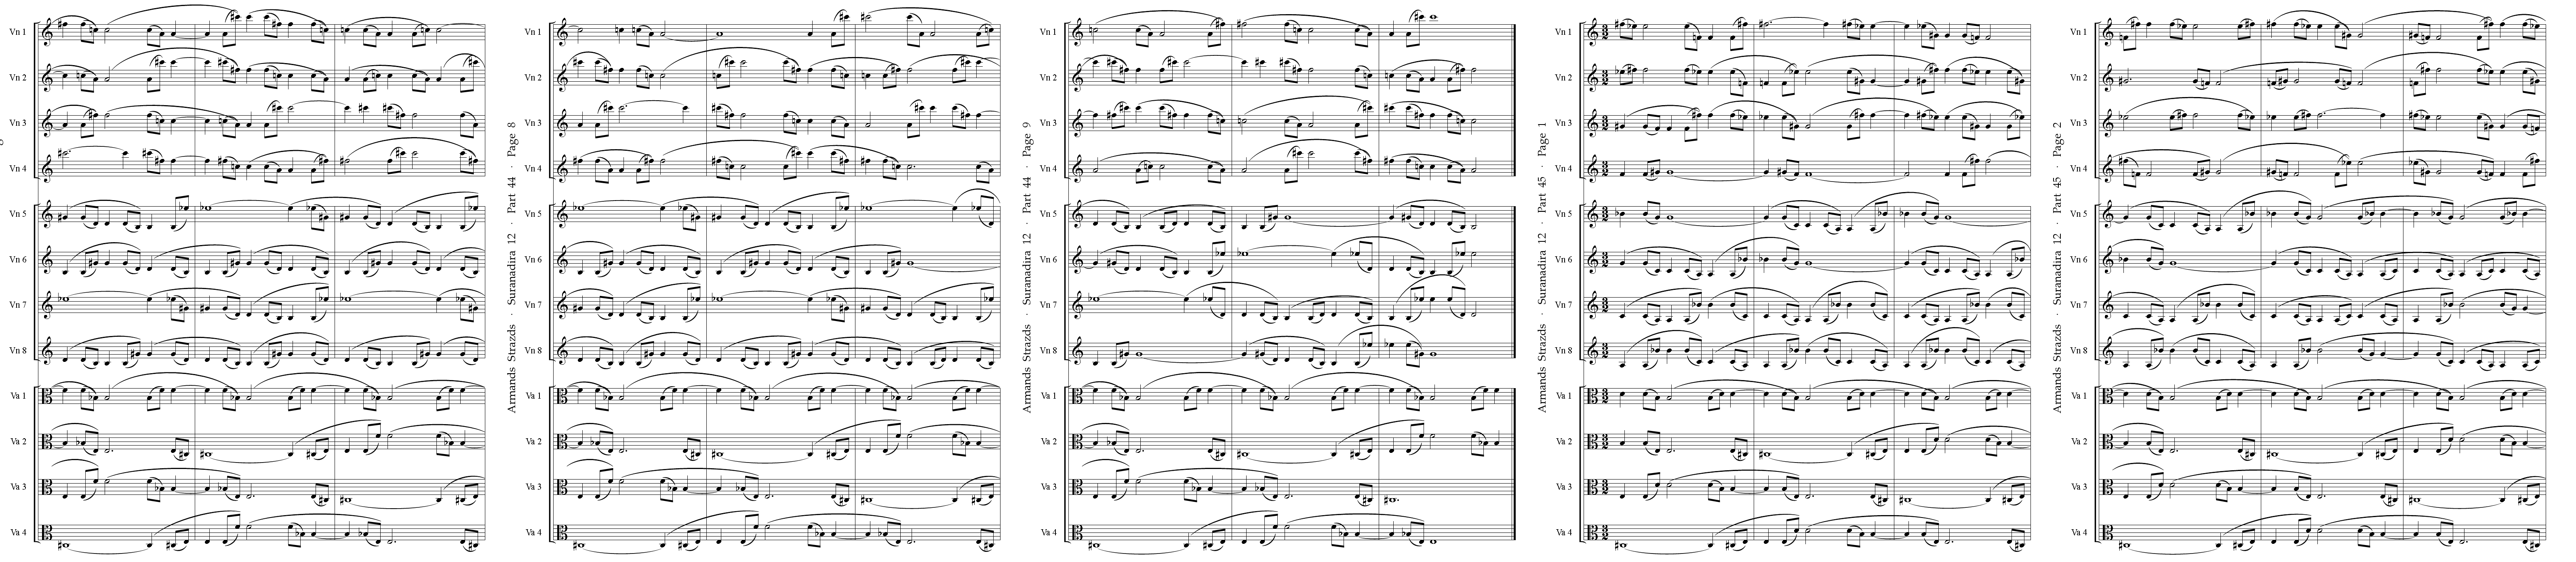 Vn 1
Vn 2
Vn 3
Vn 4
Vn 5
Vn 6
Vn 7
Vn 8
Va 1
Va 2
Va 3
Va 4
Armands Strazds · Suranadira 12 · Part 44 · Page 8
Vn 1
Vn 2
Vn 3
Vn 4
Vn 5
Vn 6
Vn 7
Vn 8
Va 1
Va 2
Va 3
Va 4
Armands Strazds · Suranadira 12 · Part 44 · Page 9
Vn 1
Vn 2
Vn 3
Vn 4
Vn 5
Vn 6
Vn 7
Vn 8
Va 1
Va 2
Va 3
Va 4
Armands Strazds · Suranadira 12 · Part 45 · Page 1
Vn 1
Vn 2
Vn 3
Vn 4
Vn 5
Vn 6
Vn 7
Vn 8
Va 1
Va 2
Va 3
Va 4
Armands Strazds · Suranadira 12 · Part 45 · Page 2
Vn 1
Vn 2
Vn 3
Vn 4
Vn 5
Vn 6
Vn 7
Vn 8
Va 1
Va 2
Va 3
Va 4